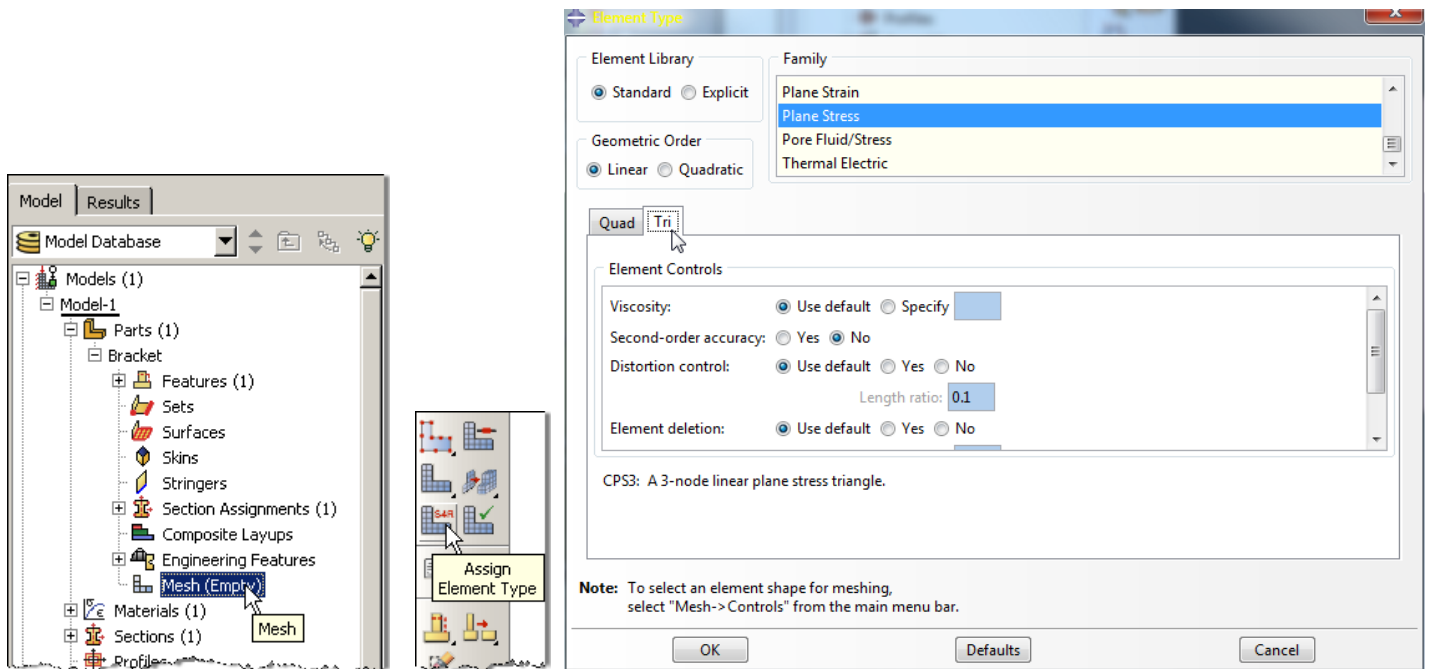 Model Results
Model Database
Models (1)
Model-1
Parts (1)
Bracket
Features (1)
Sets
Surfaces
Skins
Stringers
Section Assignments (1)
Composite Layups
Engineering Features
Mesh (Empty)
Mesh
Materials (1)
Sections (1)
Profiles
S4R
Assign
Element Type
Element Type
Profiles
Element Library
Standard Explicit
Geometric Order
Linear Quadratic
Family
Plane Strain
Plane Stress
Pore Fluid/Stress
Thermal Electric
Quad Tri
Element Controls
Viscosity: Use default Specify
Second-order accuracy: Yes No
Distortion control: Use default Yes No
Length ratio: 0.1
Element deletion: Use default Yes No
CPS3: A 3-node linear plane stress triangle.
Note: To select an element shape for meshing,
select "Mesh->Controls" from the main menu bar.
OK Defaults Cancel